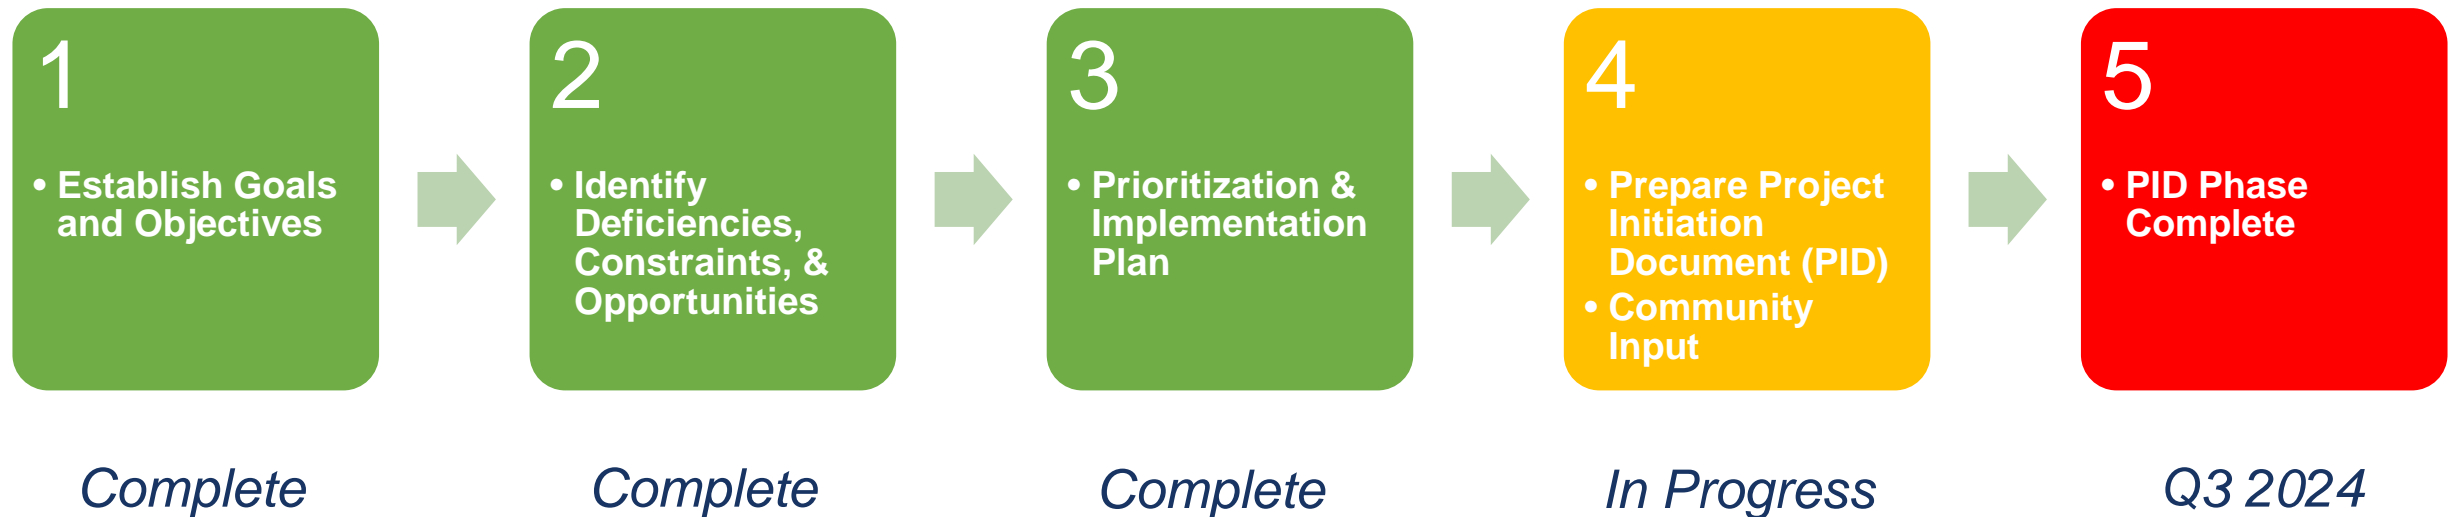 1
• Establish Goals
and Objectives
2
• Identify
Deficiencies,
Constraints, &
Opportunities
3
• Prioritization &
Implementation
Plan
4
• Prepare Project
Initiation
Document (PID)
• Community
Input
5
• PID Phase
Complete
Complete
Complete
Complete
In Progress
Q3 2024